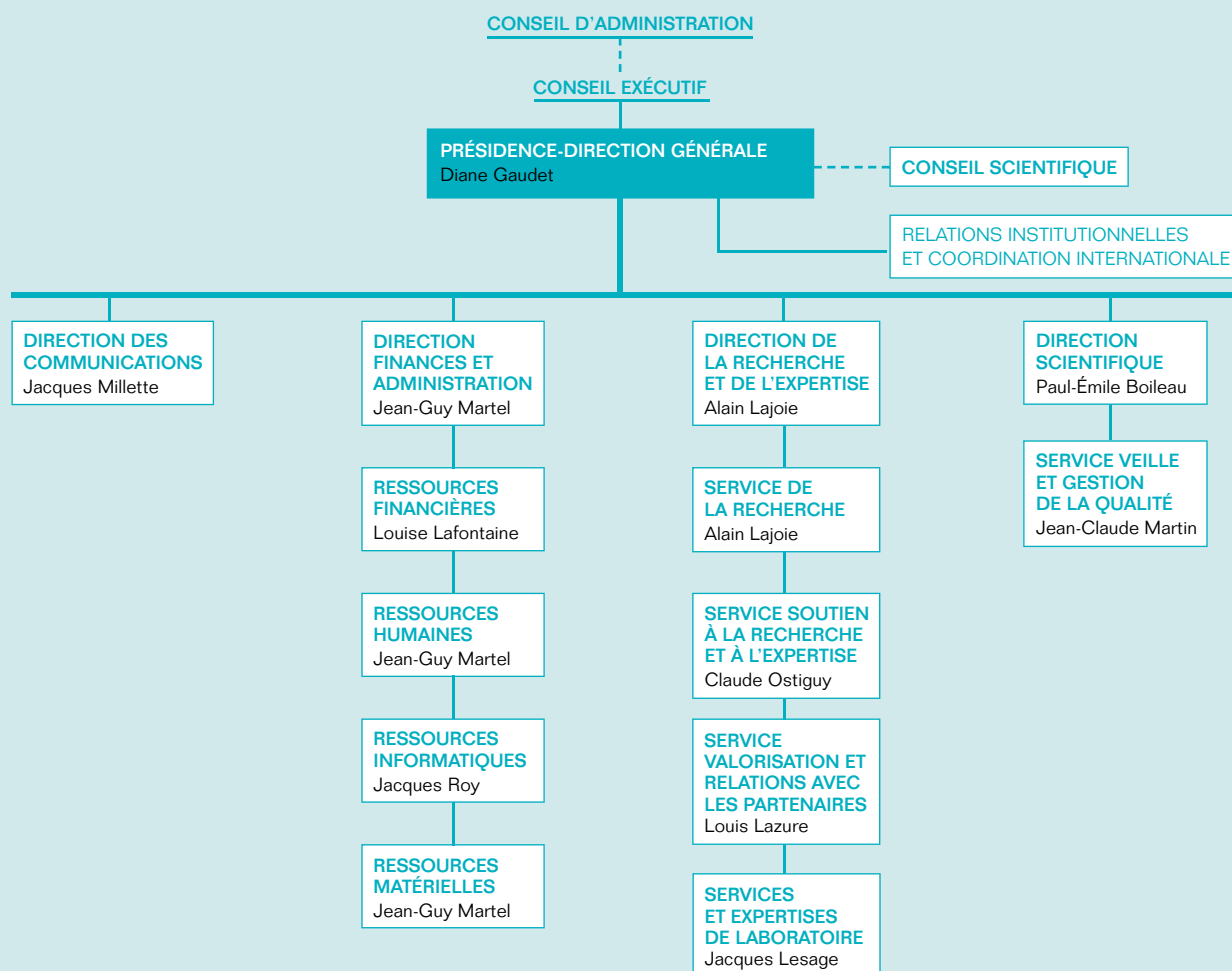 CONSEIL D'ADMINISTRATION
CONSEIL EXÉCUTIF
PRÉSIDENCE-DIRECTION GÉNÉRALE
Diane Gaudet
CONSEIL SCIENTIFIQUE
RELATIONS INSTITUTIONNELLES
ET COORDINATION INTERNATIONALE
DIRECTION DES
COMMUNICATIONS
Jacques Millette
DIRECTION
FINANCES ET
ADMINISTRATION
Jean-Guy Martel
RESSOURCES
FINANCIÈRES
Louise Lafontaine
RESSOURCES
HUMAINES
Jean-Guy Martel
RESSOURCES
INFORMATIQUES
Jacques Roy
RESSOURCES
MATÉRIELLES
Jean-Guy Martel
DIRECTION DE
LA RECHERCHE
ET DE L'EXPERTISE
Alain Lajoie
SERVICE DE
LA RECHERCHE
Alain Lajoie
SERVICE SOUTIEN
À LA RECHERCHE
ET À L'EXPERTISE
Claude Ostiguy
SERVICE
VALORISATION ET
RELATIONS AVEC
LES PARTENAIRES
Louis Lazure
SERVICES
ET EXPERTISES
DE LABORATOIRE
Jacques Lesage
DIRECTION
SCIENTIFIQUE
Paul-Émile Boileau
SERVICE VEILLE
ET GESTION
DE LA QUALITÉ
Jean-Claude Martin